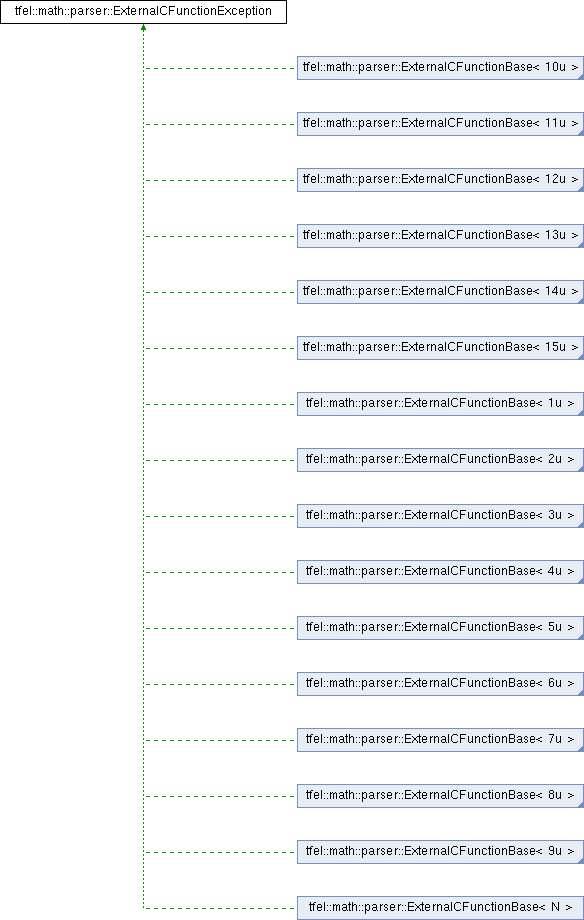 tfel::math::parser::ExternalCFunctionException
tfel::math::parser::ExternalCFunctionBase< 10u >
tfel::math::parser::ExternalCFunctionBase< 11u >
tfel::math::parser::ExternalCFunctionBase< 12u >
tfel::math::parser::ExternalCFunctionBase< 13u >
tfel::math::parser::ExternalCFunctionBase< 14u >
tfel::math::parser::ExternalCFunctionBase< 15u >
tfel::math::parser::ExternalCFunctionBase< 1u >
tfel::math::parser::ExternalCFunctionBase< 2u >
tfel::math::parser::ExternalCFunctionBase< 3u >
tfel::math::parser::ExternalCFunctionBase< 4u >
tfel::math::parser::ExternalCFunctionBase< 5u >
tfel::math::parser::ExternalCFunctionBase< 6u >
tfel::math::parser::ExternalCFunctionBase< 7u >
tfel::math::parser::ExternalCFunctionBase< 8u >
tfel::math::parser::ExternalCFunctionBase< 9u >
tfel::math::parser::ExternalCFunctionBase< N >